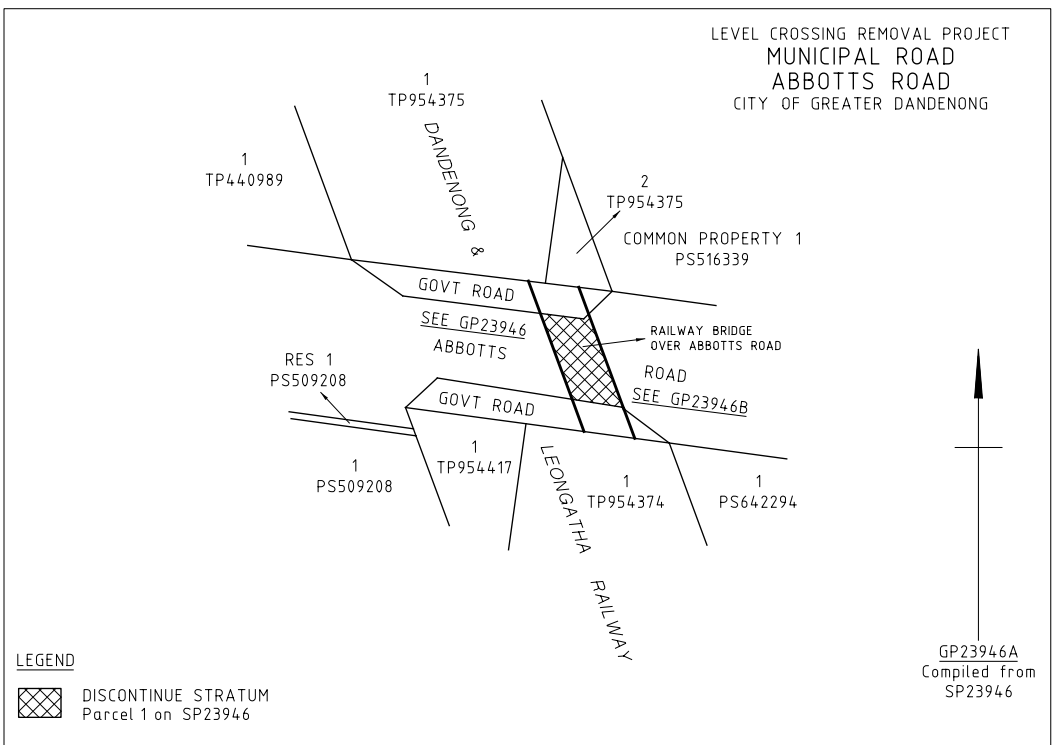 LEVEL CROSSING REMOVAL PROJECT
MUNICIPAL ROAD
ABBOTTS ROAD
CITY OF GREATER DANDENONG
1
TP954375
1
TP440989
DANDENONG &
2
TP954375
COMMON PROPERTY 1
PS516339
GOVT ROAD
SEE GP23946
ABBOTTS
RAILWAY BRIDGE
OVER ABBOTTS ROAD
ROAD
SEE GP23946B
RES 1
PS509208
GOVT ROAD
1
PS509208
1
TP954417
LEONGATHA RAILWAY
1
TP954374
1
PS642294
GP23946A
Compiled from
SP23946
LEGEND
DISCONTINUE STRATUM
Parcel 1 on SP23946